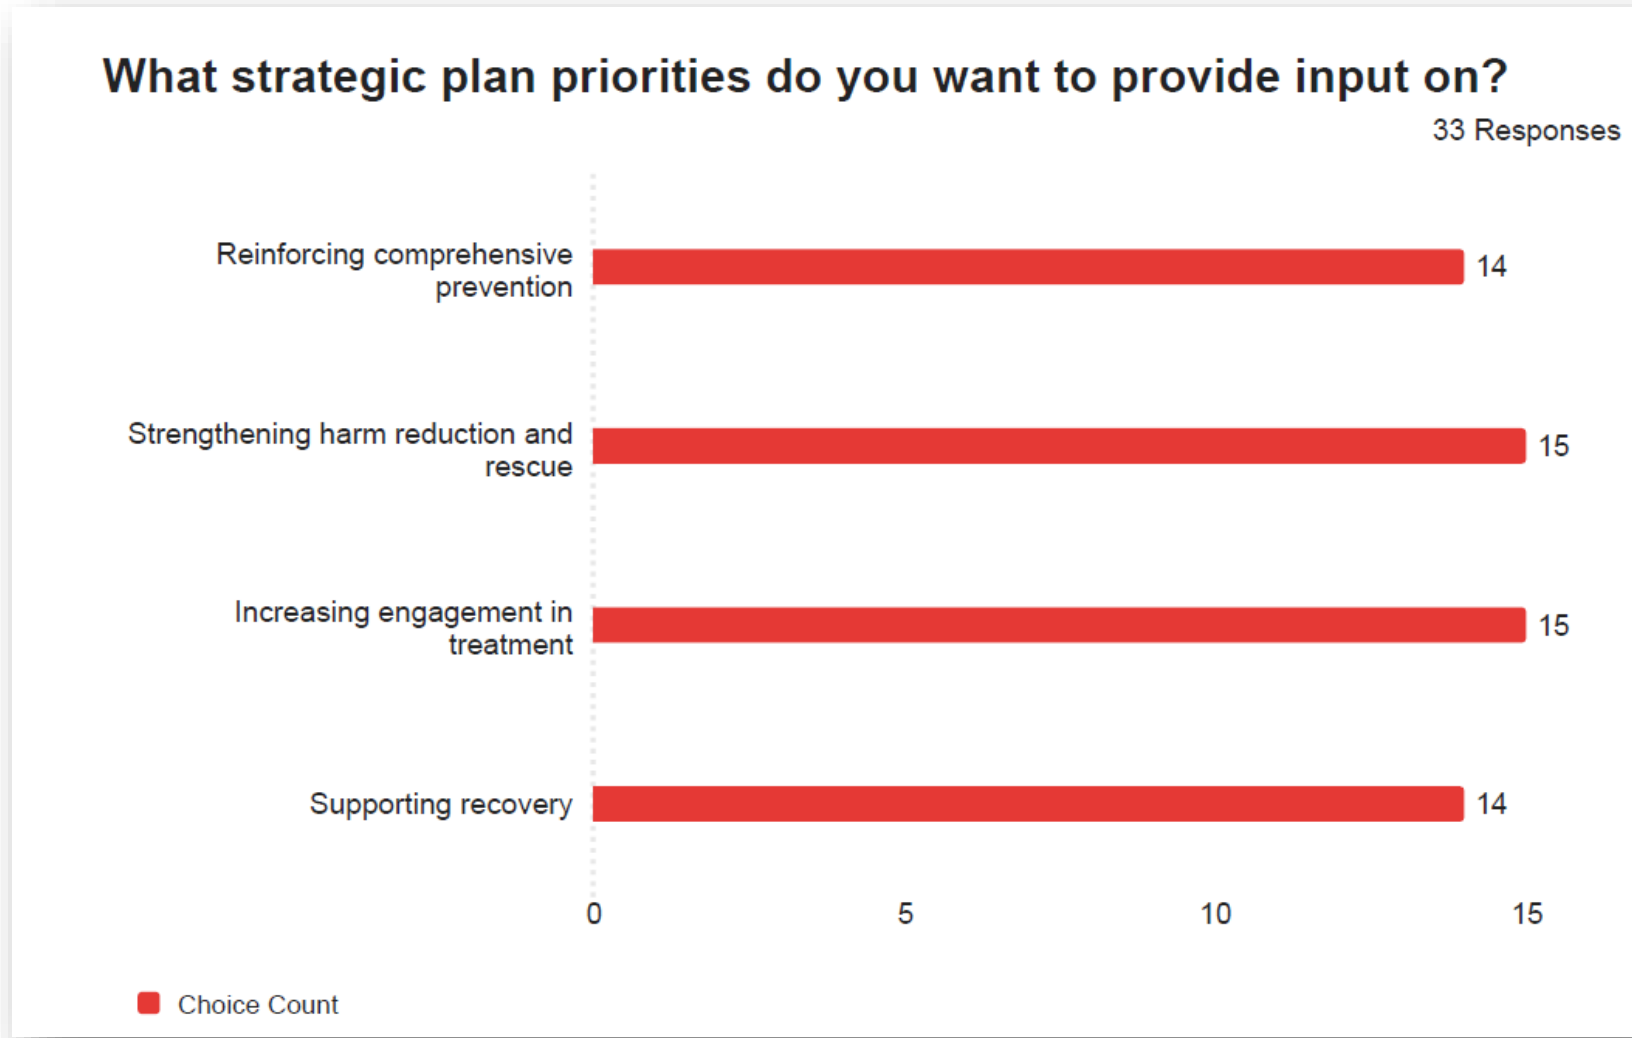 What strategic plan priorities do you want to provide input on?
33 Responses
Reinforcing comprehensive
prevention
14
Strengthening harm reduction and
rescue
15
Increasing engagement in
treatment
15
Supporting recovery
14
0 5 10 15
Choice Count